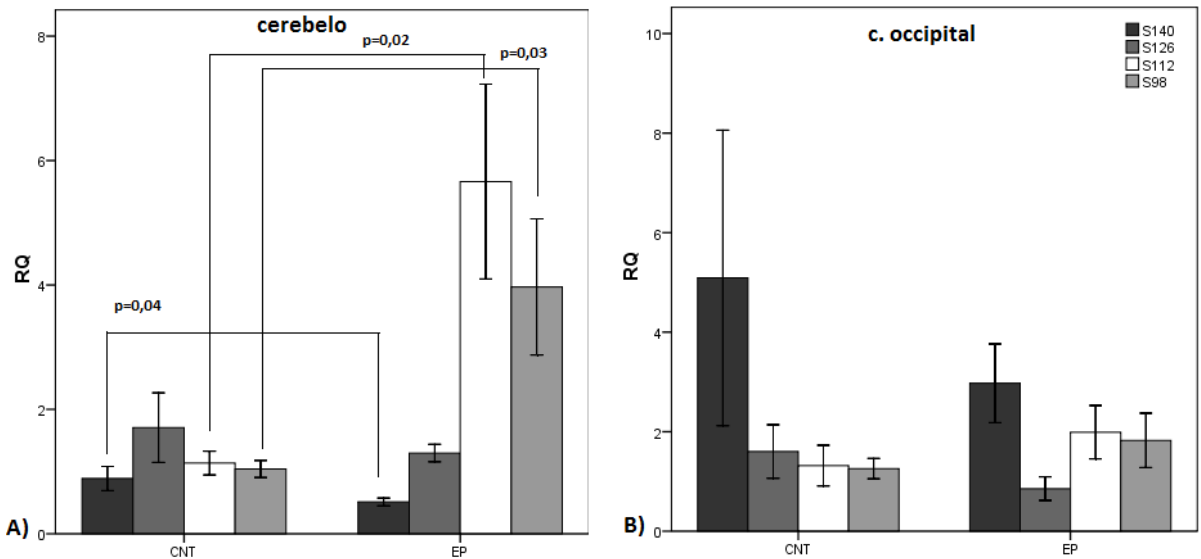 cerebelo
8
6
4
2
0
RQ
p=0,02
p=0,03
p=0,04
CNT
EP
A)
c. occipital
10
8
6
4
2
0
RQ
S140
S126
S112
S98
CNT
EP
B)